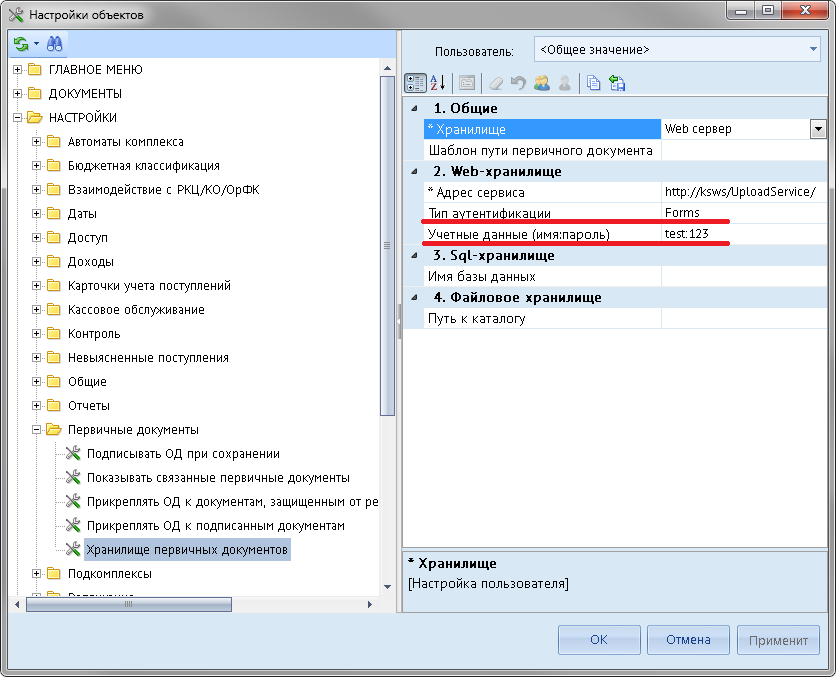 Настройки объектов
ГЛАВНОЕ МЕНЮ
ДОКУМЕНТЫ
НАСТРОЙКИ
Автоматы комплекса
Бюджетная классификация
Взаимодействие с РКЦ/КО/ОрФК
Даты
Доступ
Доходы
Карточки учета поступлений
Кассовое обслуживание
Контроль
Невыясненные поступления
Общие
Отчеты
Первичные документы
Подписывать ОД при сохранении
Показывать связанные первичные документы
Прикреплять ОД к документам, защищенным от ре
Прикреплять ОД к подписанным документам
Хранилище первичных документов
Подкомплексы
Пользователь: <Общее значение>
1. Общие
* Хранилище Web сервер
Шаблон пути первичного документа
2. Web-хранилище
* Адрес сервиса http://ksws/UploadService/
Тип аутентификации Forms
Учетные данные (имя:пароль) test:123
3. Sql-хранилище
Имя базы данных
4. Файловое хранилище
Путь к каталогу
* Хранилище
[Настройка пользователя]
ОК Отмена Применит